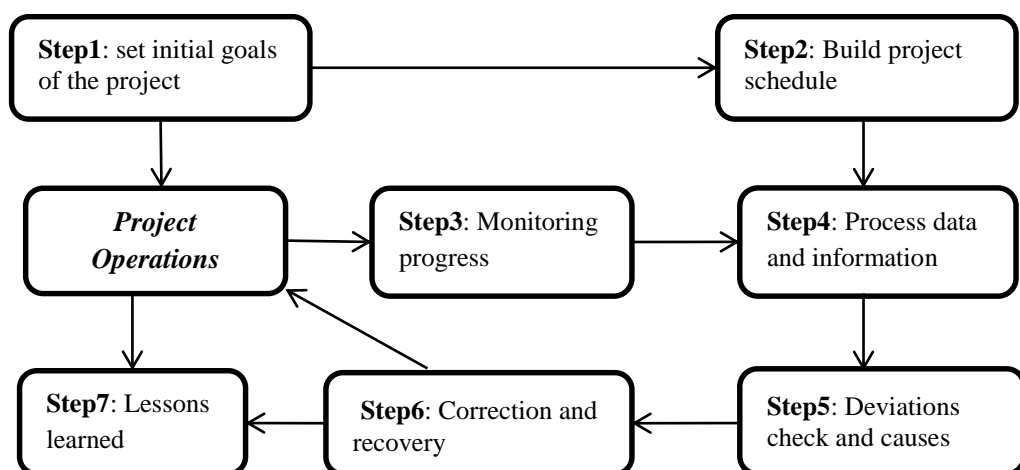 Step1: set initial goals
of the project
Step2: Build project
schedule
Project
Operations
Step3: Monitoring
progress
Step4: Process data
and information
Step7: Lessons
learned
Step6: Correction and
recovery
Step5: Deviations
check and causes